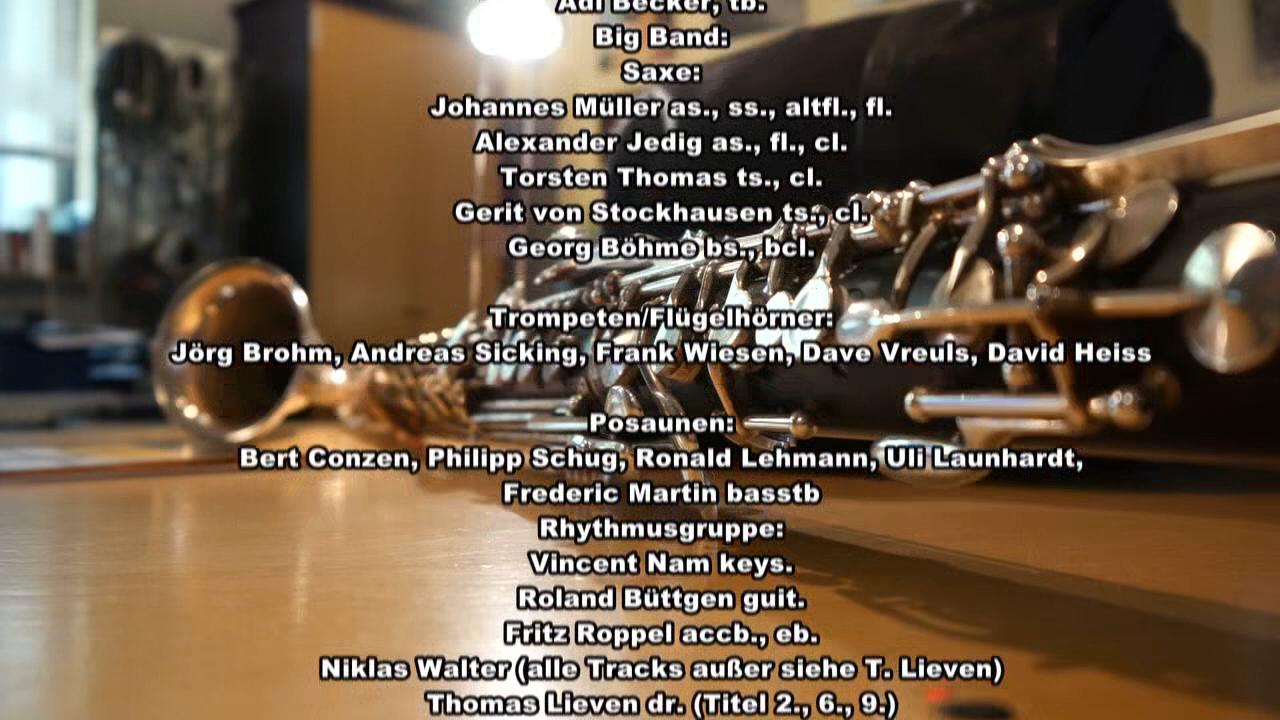 Adi Becker, tb.
Big Band:
Saxe:
Johannes Müller as., ss., altfl., fl.
Alexander Jedig as., fl., cl.
Torsten Thomas ts., cl.
Gerit von Stockhausen ts., cl.
Georg Böhme bs., bcl.
Trompeten/Flügelhörner:
Jörg Brohm, Andreas Sicking, Frank Wiesen, Dave Vreuls, David Heiss
Posaunen:
Bert Conzen, Philipp Schug, Ronald Lehmann, Uli Launhardt,
Frederic Martin basstb
Rhythmusgruppe:
Vincent Nam keys.
Roland Büttgen guit.
Fritz Roppel accb., eb.
Niklas Walter (alle Tracks außer siehe T. Lieven)
Thomas Lieven dr. (Titel 2., 6., 9.)